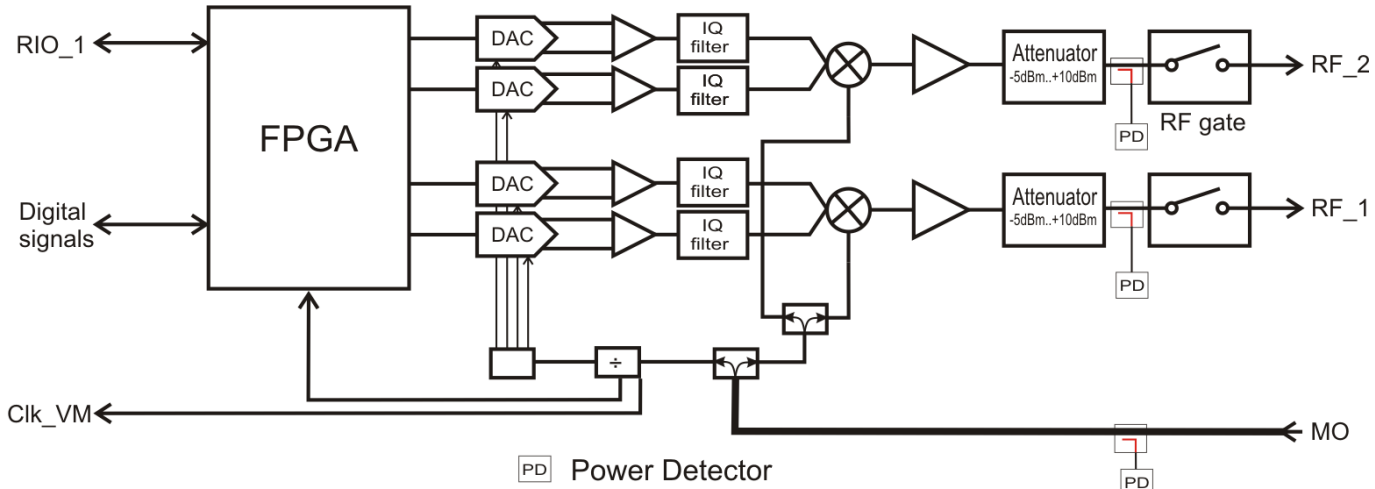 RIO_1
Digital
signals
Clk_VM
FPGA
DAC
DAC
DAC
DAC
IQ
filter
IQ
filter
IQ
filter
IQ
filter
÷
Attenuator
-5dBm..+10dBm
PD
RF gate
RF_2
Attenuator
-5dBm..+10dBm
PD
RF_1
MO
PD
PD Power Detector